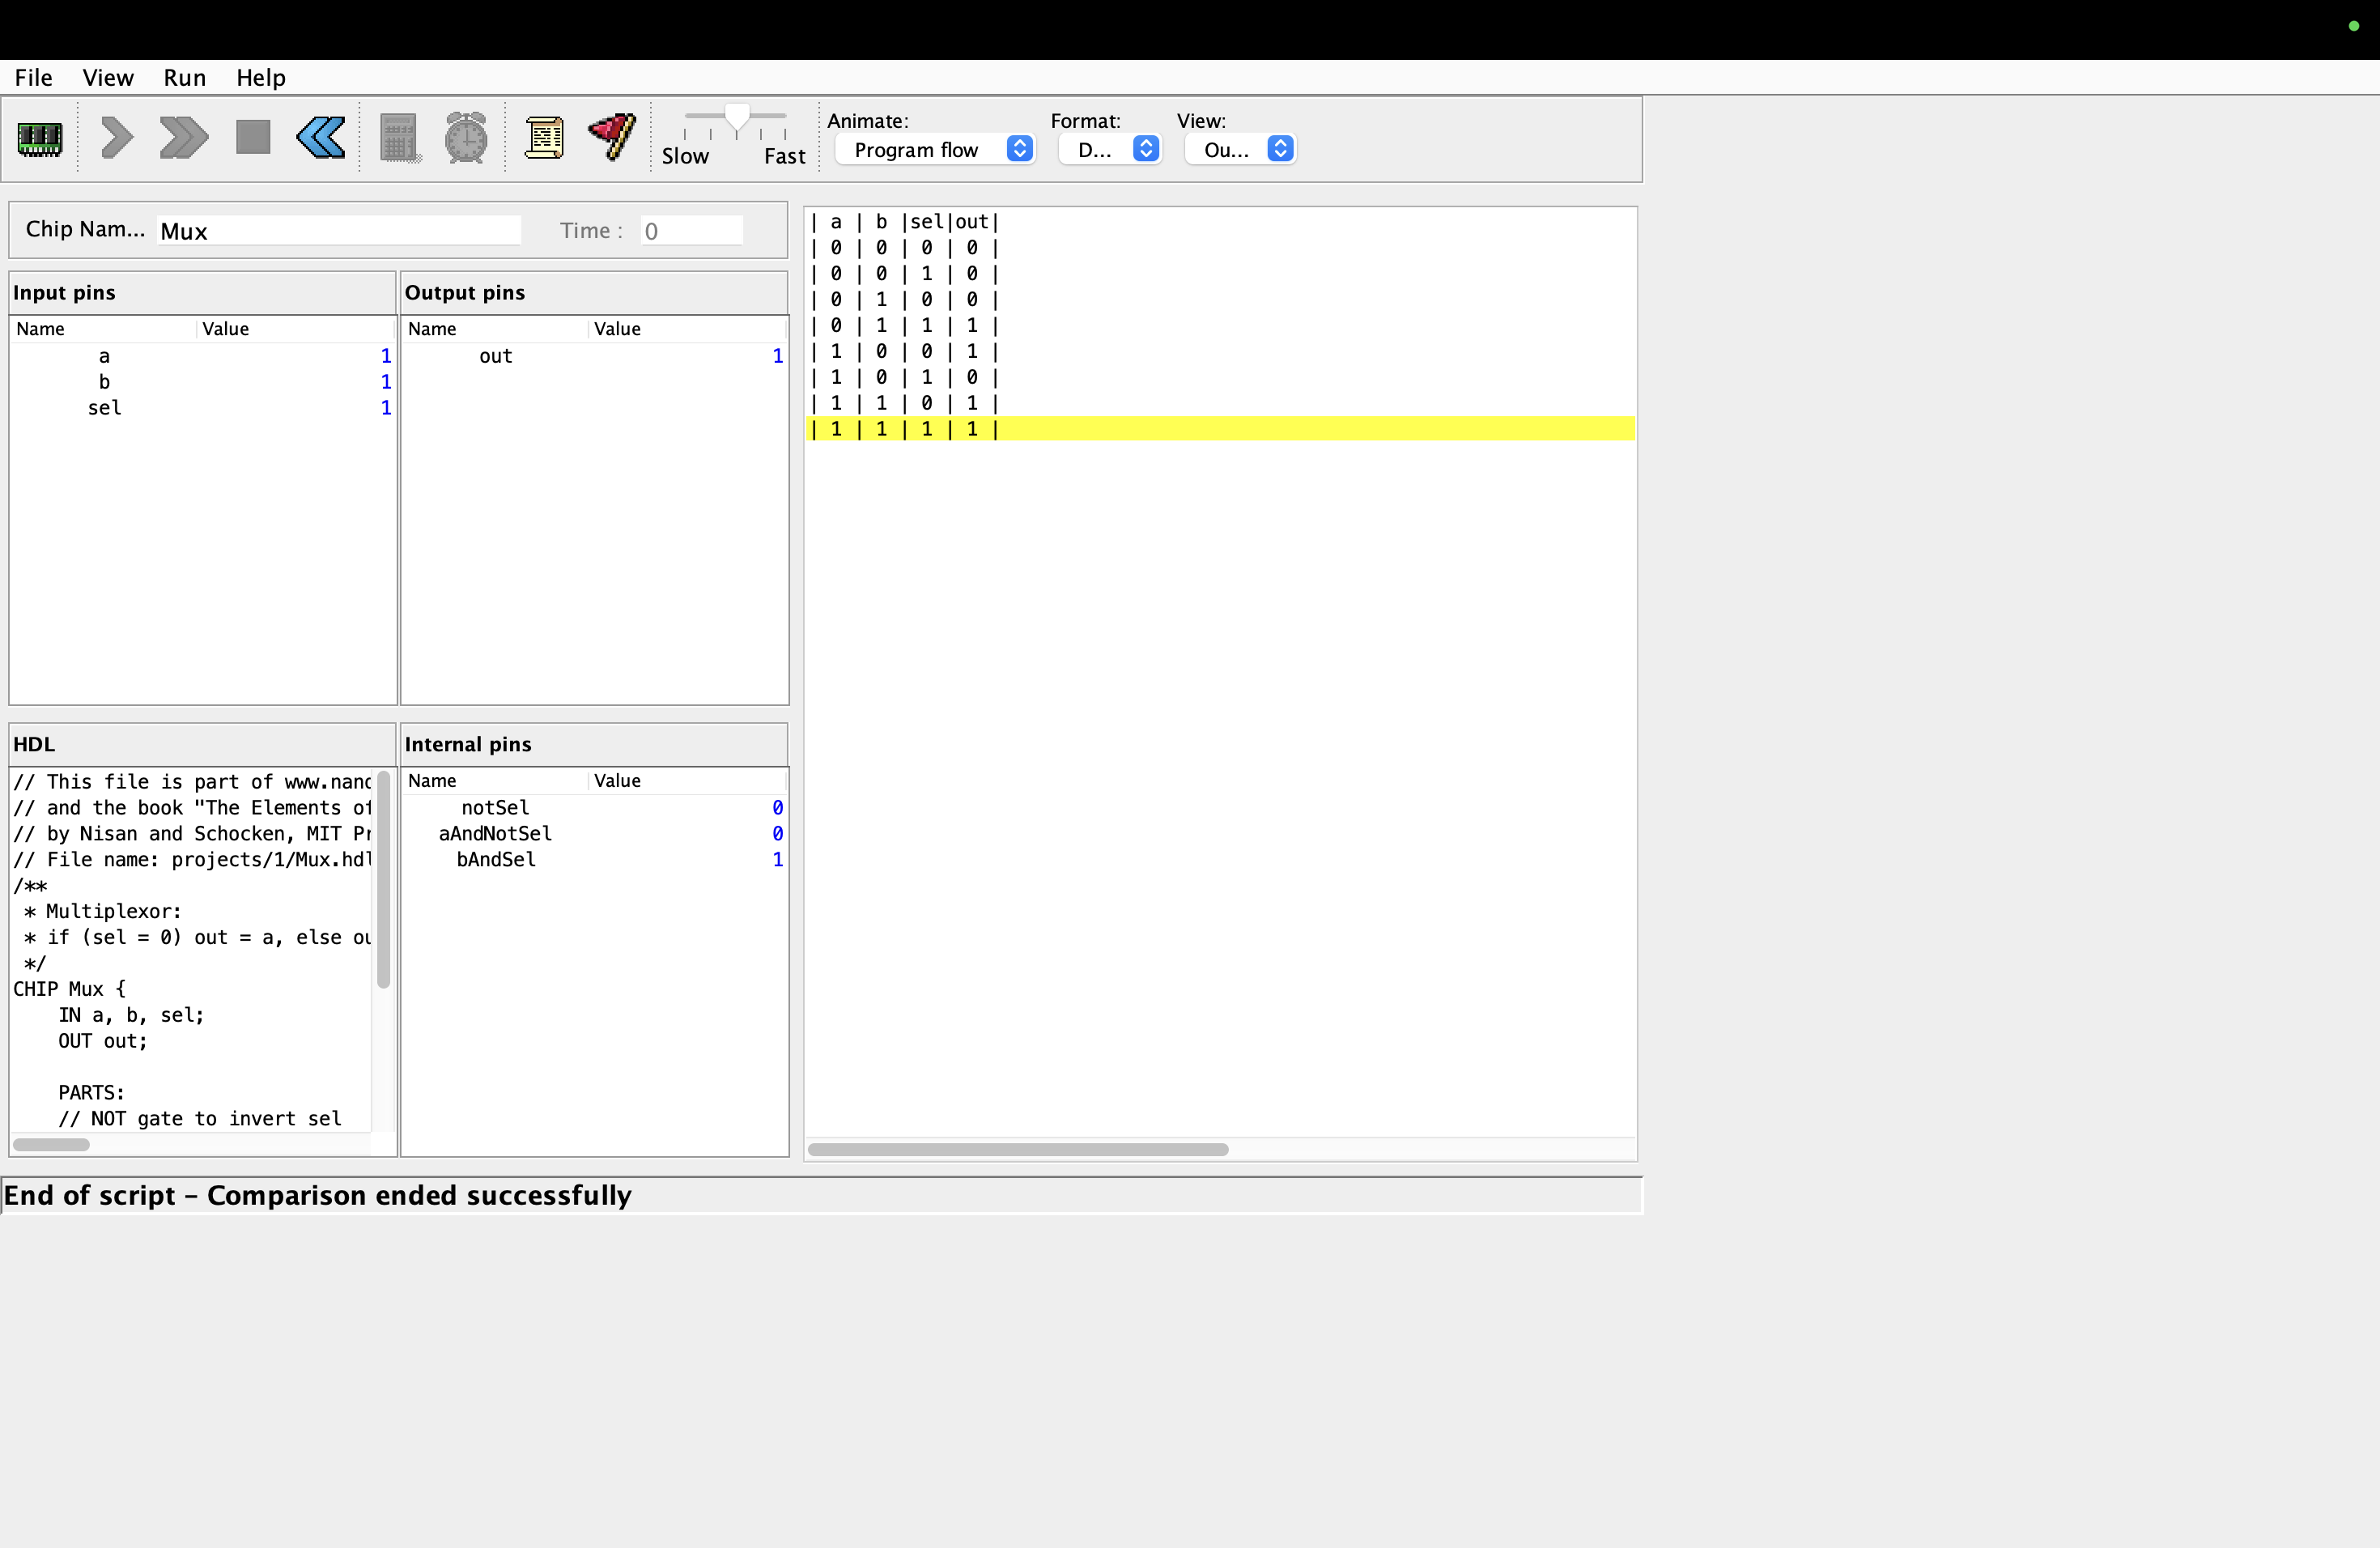 File View Run Help
Animate: Format: View:
Slow Fast Program flow D... Ou...
Chip Nam... Mux Time : 0
Input pins
Name Value
a 1
b 1
sel 1
Output pins
Name Value
out 1
HDL
// This file is part of www.nand
// and the book "The Elements of
// by Nisan and Schocken, MIT Pr
// File name: projects/1/Mux.hdl
/**
 * Multiplexor:
 * if (sel = 0) out = a, else ou
 */
CHIP Mux {
    IN a, b, sel;
    OUT out;
    PARTS:
    // NOT gate to invert sel
Internal pins
Name Value
notSel 0
aAndNotSel 0
bAndSel 1
| a | b |sel|out|
| 0 | 0 | 0 | 0 |
| 0 | 0 | 1 | 0 |
| 0 | 1 | 0 | 0 |
| 0 | 1 | 1 | 1 |
| 1 | 0 | 0 | 1 |
| 1 | 0 | 1 | 0 |
| 1 | 1 | 0 | 1 |
| 1 | 1 | 1 | 1 |
End of script – Comparison ended successfully